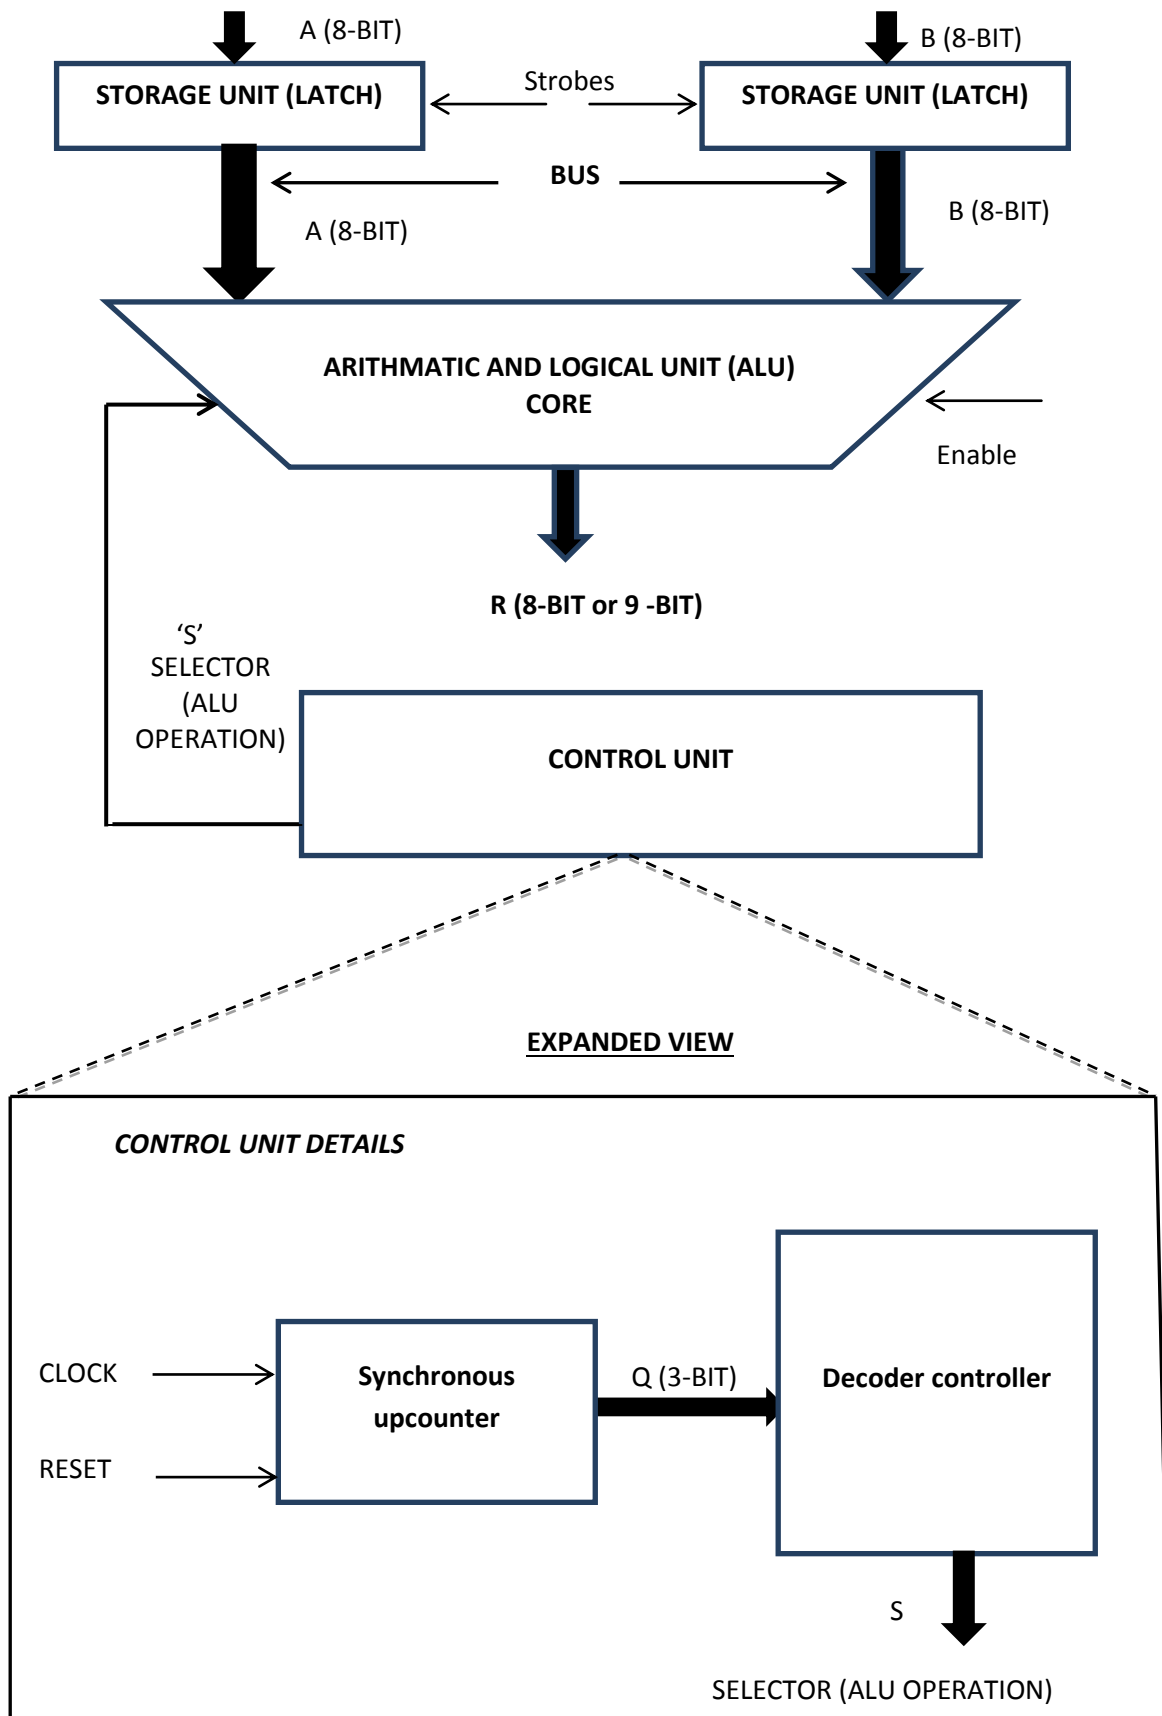 A (8-BIT)
B (8-BIT)
STORAGE UNIT (LATCH)
Strobes
STORAGE UNIT (LATCH)
BUS
A (8-BIT)
B (8-BIT)
ARITHMATIC AND LOGICAL UNIT (ALU)
CORE
Enable
R (8-BIT or 9 -BIT)
‘S’
SELECTOR
(ALU
OPERATION)
CONTROL UNIT
EXPANDED VIEW
CONTROL UNIT DETAILS
CLOCK
RESET
Synchronous
upcounter
Q (3-BIT)
Decoder controller
S
SELECTOR (ALU OPERATION)